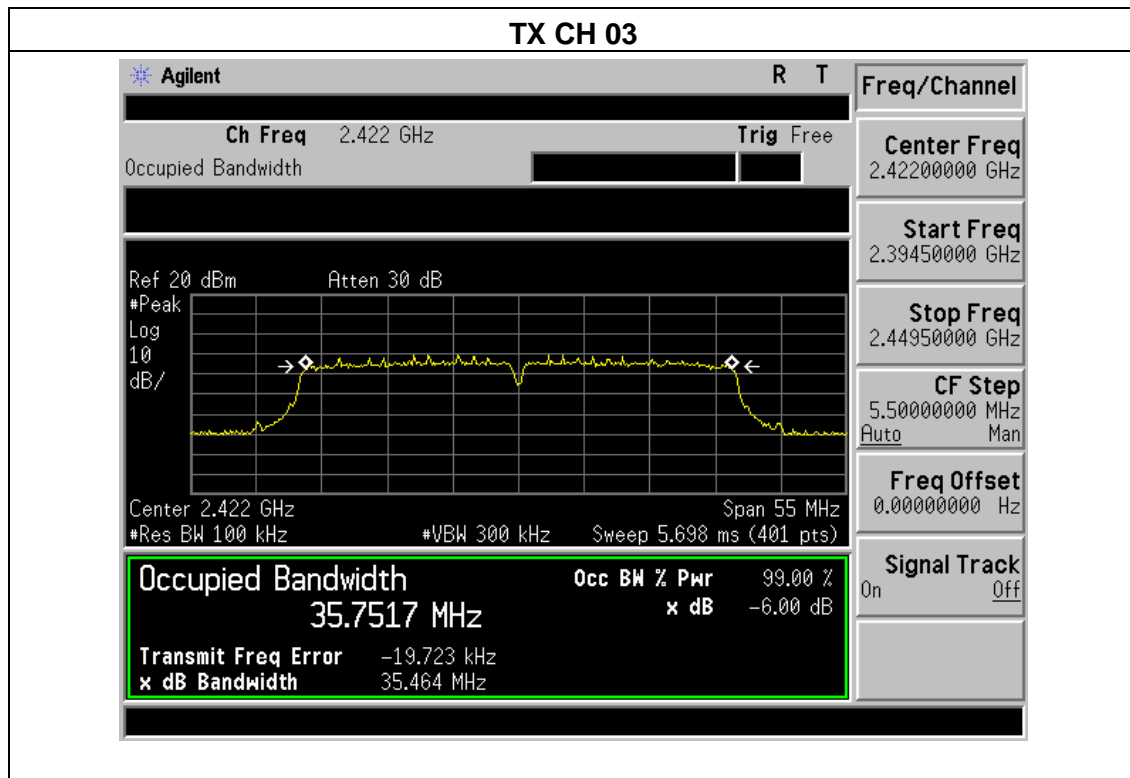 TX CH 03
Agilent R T
Ch Freq 2.422 GHz Trig Free
Occupied Bandwidth
Ref 20 dBm Atten 30 dB
#Peak
Log
10
dB/
Center 2.422 GHz Span 55 MHz
#Res BW 100 kHz #VBW 300 kHz Sweep 5.698 ms (401 pts)
Occupied Bandwidth Occ BW % Pwr 99.00 %
35.7517 MHz x dB -6.00 dB
Transmit Freq Error -19.723 kHz
x dB Bandwidth 35.464 MHz
Freq/Channel
Center Freq
2.42200000 GHz
Start Freq
2.39450000 GHz
Stop Freq
2.44950000 GHz
CF Step
5.50000000 MHz
Auto Man
Freq Offset
0.00000000 Hz
Signal Track
On Off